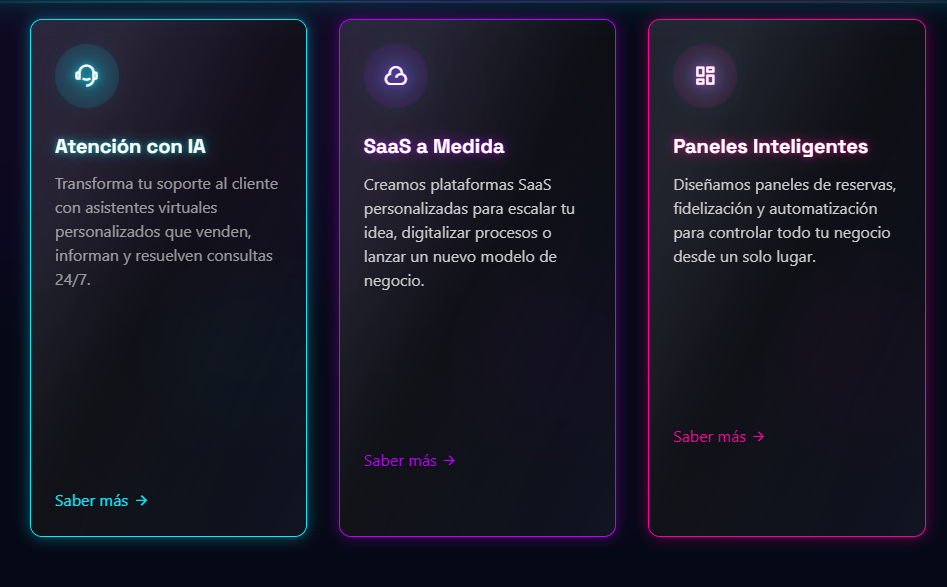 Atención con IA
Transforma tu soporte al cliente
con asistentes virtuales
personalizados que venden,
informan y resuelven consultas
24/7.
Saber más →
SaaS a Medida
Creamos plataformas SaaS
personalizadas para escalar tu
idea, digitalizar procesos o
lanzar un nuevo modelo de
negocio.
Saber más →
Paneles Inteligentes
Diseñamos paneles de reservas,
fidelización y automatización
para controlar todo tu negocio
desde un solo lugar.
Saber más →